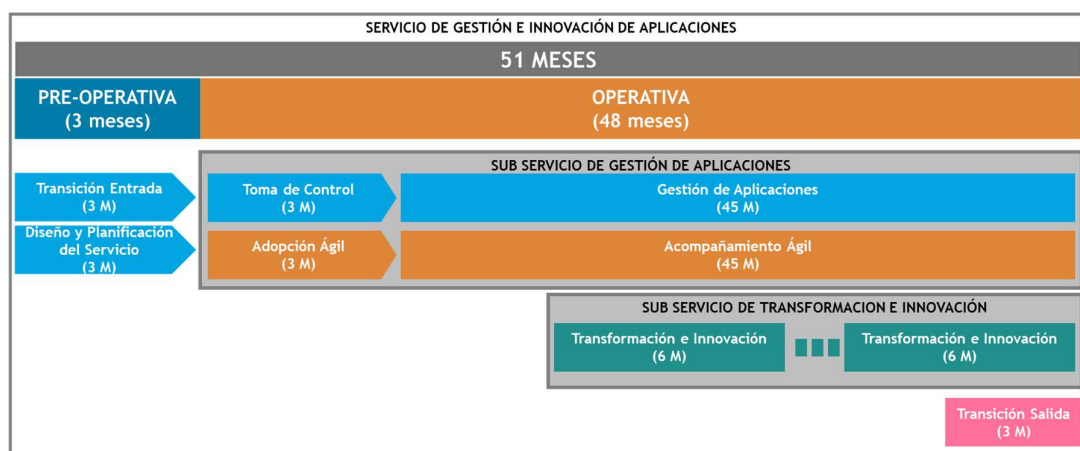 SERVICIO DE GESTIÓN E INNOVACIÓN DE APLICACIONES
51 MESES
PRE-OPERATIVA
(3 meses)
OPERATIVA
(48 meses)
SUB SERVICIO DE GESTIÓN DE APLICACIONES
Transición Entrada
(3 M)
Toma de Control
(3 M)
Gestión de Aplicaciones
(45 M)
Diseño y Planificación
del Servicio
(3 M)
Adopción Ágil
(3 M)
Acompañamiento Ágil
(45 M)
SUB SERVICIO DE TRANSFORMACION E INNOVACIÓN
Transformación e Innovación
(6 M)
Transformación e Innovación
(6 M)
Transición Salida
(3 M)